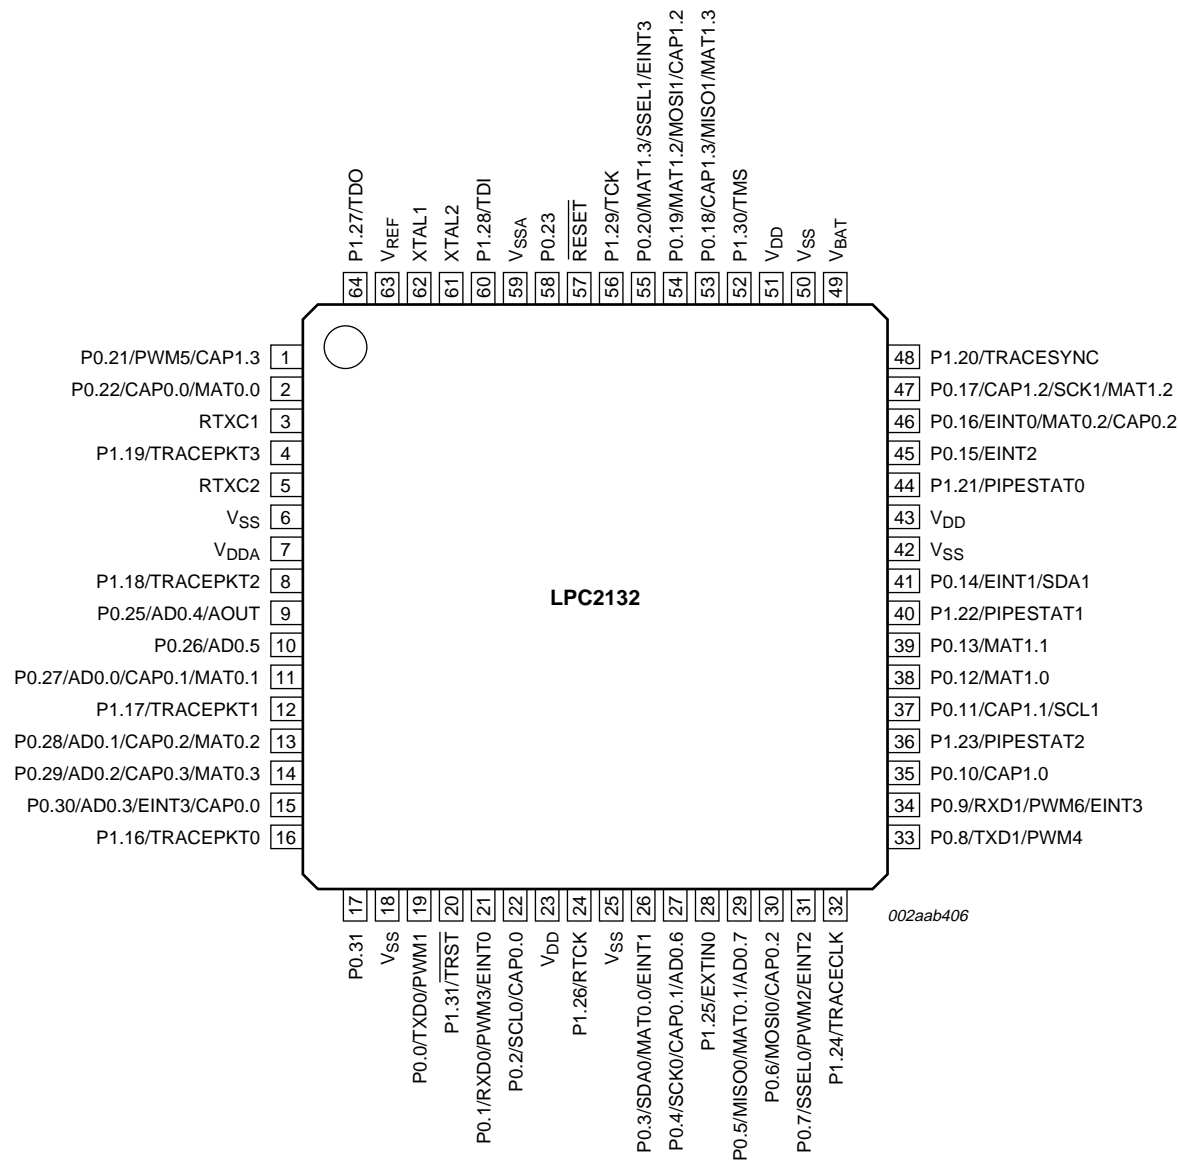 P1.27/TDO
VREF
XTAL1
XTAL2
P1.28/TDI
VSSA
P0.23
RESET
P1.29/TCK
P0.20/MAT1.3/SSEL1/EINT3
P0.19/MAT1.2/MOSI1/CAP1.2
P0.18/CAP1.3/MISO1/MAT1.3
P1.30/TMS
VDD
VSS
VBAT
64
63
62
61
60
59
58
57
56
55
54
53
52
51
50
49
P0.21/PWM5/CAP1.3 1
P0.22/CAP0.0/MAT0.0 2
RTXC1 3
P1.19/TRACEPKT3 4
RTXC2 5
VSS 6
VDDA 7
P1.18/TRACEPKT2 8
P0.25/AD0.4/AOUT 9
P0.26/AD0.5 10
P0.27/AD0.0/CAP0.1/MAT0.1 11
P1.17/TRACEPKT1 12
P0.28/AD0.1/CAP0.2/MAT0.2 13
P0.29/AD0.2/CAP0.3/MAT0.3 14
P0.30/AD0.3/EINT3/CAP0.0 15
P1.16/TRACEPKT0 16
LPC2132
48 P1.20/TRACESYNC
47 P0.17/CAP1.2/SCK1/MAT1.2
46 P0.16/EINT0/MAT0.2/CAP0.2
45 P0.15/EINT2
44 P1.21/PIPESTAT0
43 VDD
42 VSS
41 P0.14/EINT1/SDA1
40 P1.22/PIPESTAT1
39 P0.13/MAT1.1
38 P0.12/MAT1.0
37 P0.11/CAP1.1/SCL1
36 P1.23/PIPESTAT2
35 P0.10/CAP1.0
34 P0.9/RXD1/PWM6/EINT3
33 P0.8/TXD1/PWM4
17
18
19
20
21
22
23
24
25
26
27
28
29
30
31
32
P0.31
VSS
P0.0/TXD0/PWM1
P1.31/TRST
P0.1/RXD0/PWM3/EINT0
P0.2/SCL0/CAP0.0
VDD
P1.26/RTCK
VSS
P0.3/SDA0/MAT0.0/EINT1
P0.4/SCK0/CAP0.1/AD0.6
P1.25/EXTIN0
P0.5/MISO0/MAT0.1/AD0.7
P0.6/MOSI0/CAP0.2
P0.7/SSEL0/PWM2/EINT2
P1.24/TRACECLK
002aab406